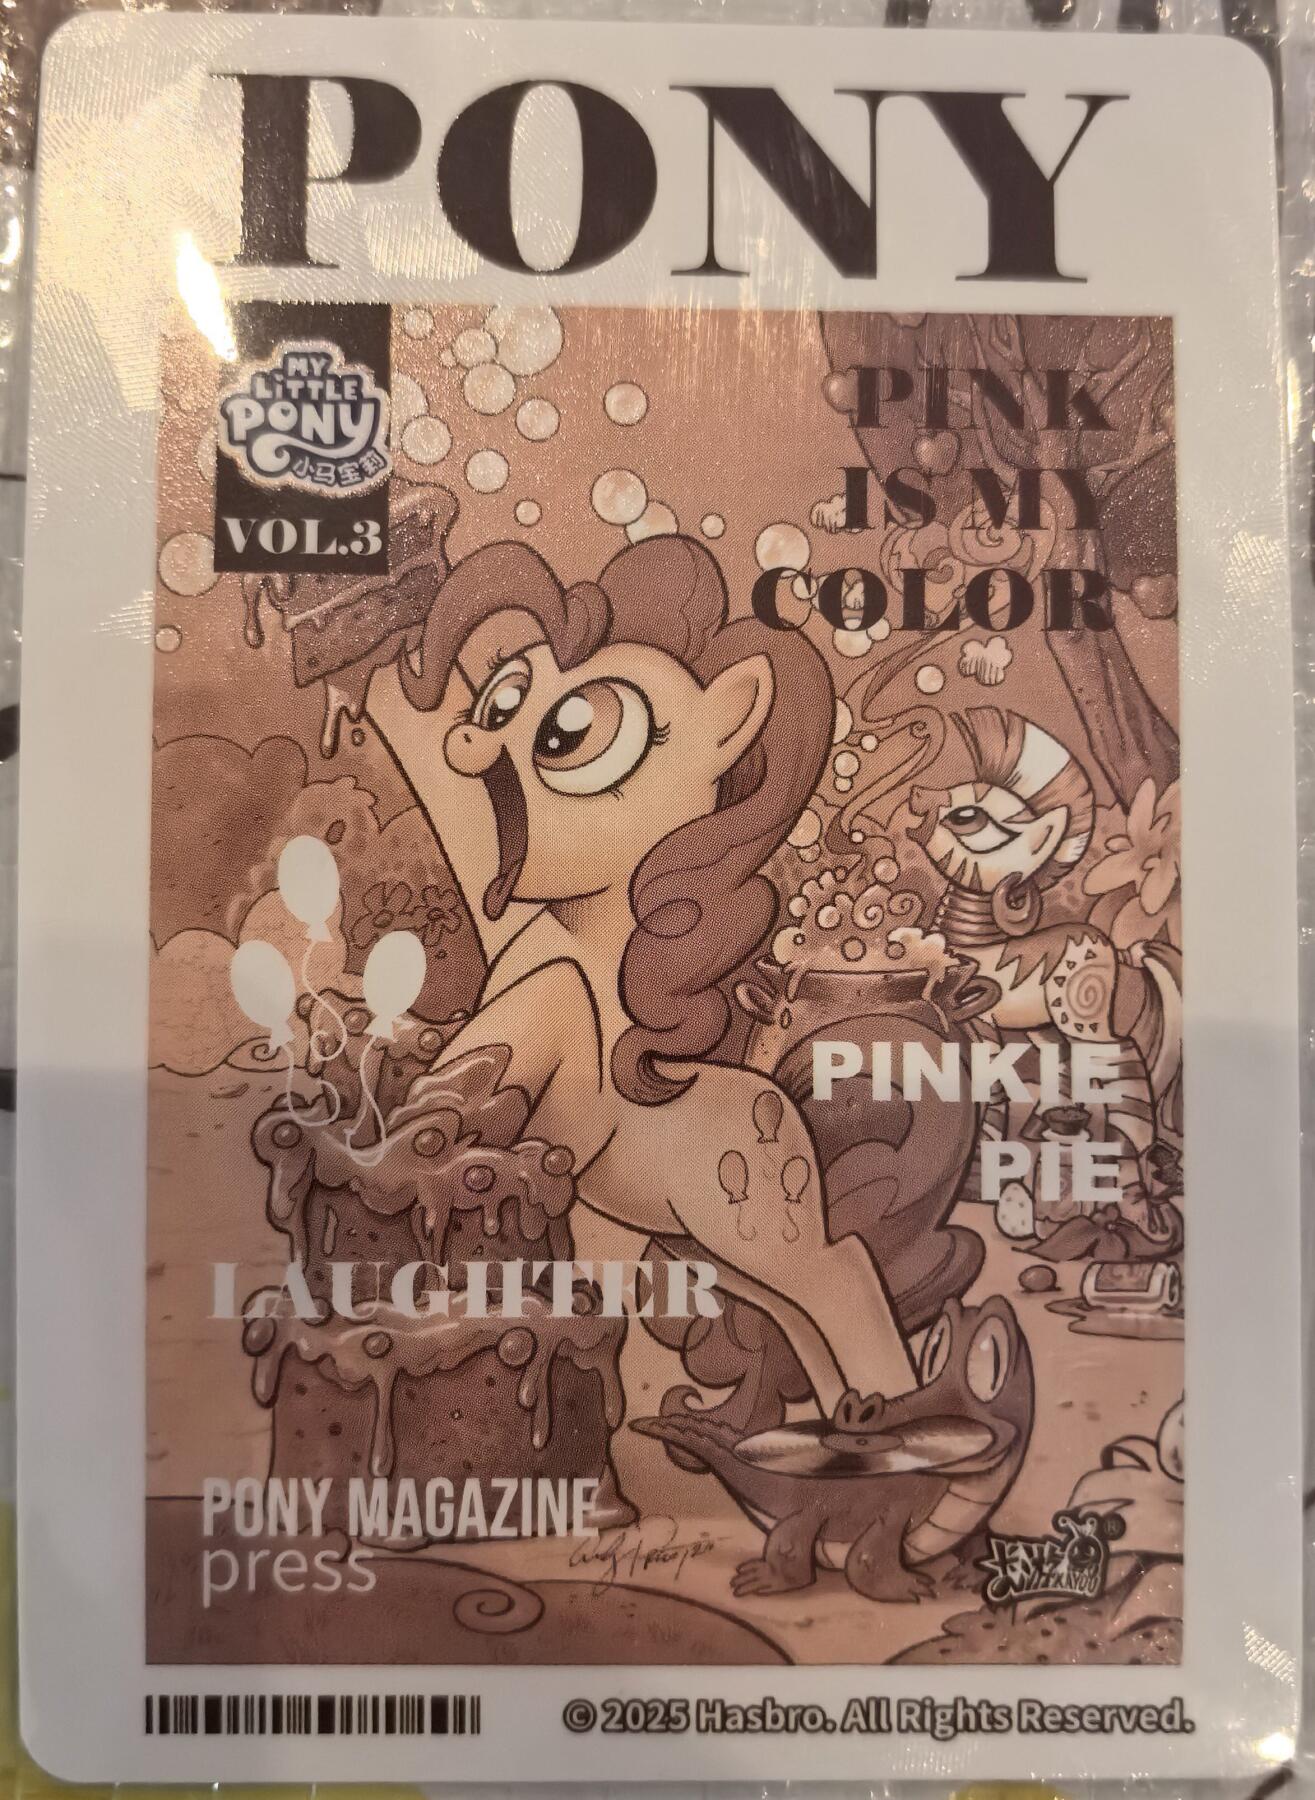 PONY
MY
LITTLE
PONY
小马宝莉
VOL.3
PINK
IS MY
COLOR
PINKIE
PIE
LAUGHTER
PONY MAGAZINE
press
KAYOU
®
© 2025 Hasbro. All Rights Reserved.